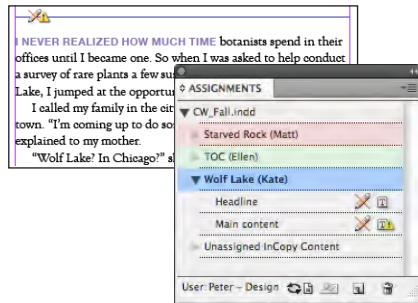 I NEVER REALIZED HOW MUCH TIME botanists spend in their
offices until I became one. So when I was asked to help conduct
a survey of rare plants a few su
Lake, I jumped at the opportu
I called my family in the cit
town. "I'm coming up to do so
explained to my mother.
"Wolf Lake? In Chicago?" s
ASSIGNMENTS
CW_Fall.indd
Starved Rock (Matt)
TOC (Ellen)
Wolf Lake (Kate)
Headline
Main content
Unassigned InCopy Content
User: Peter – Design